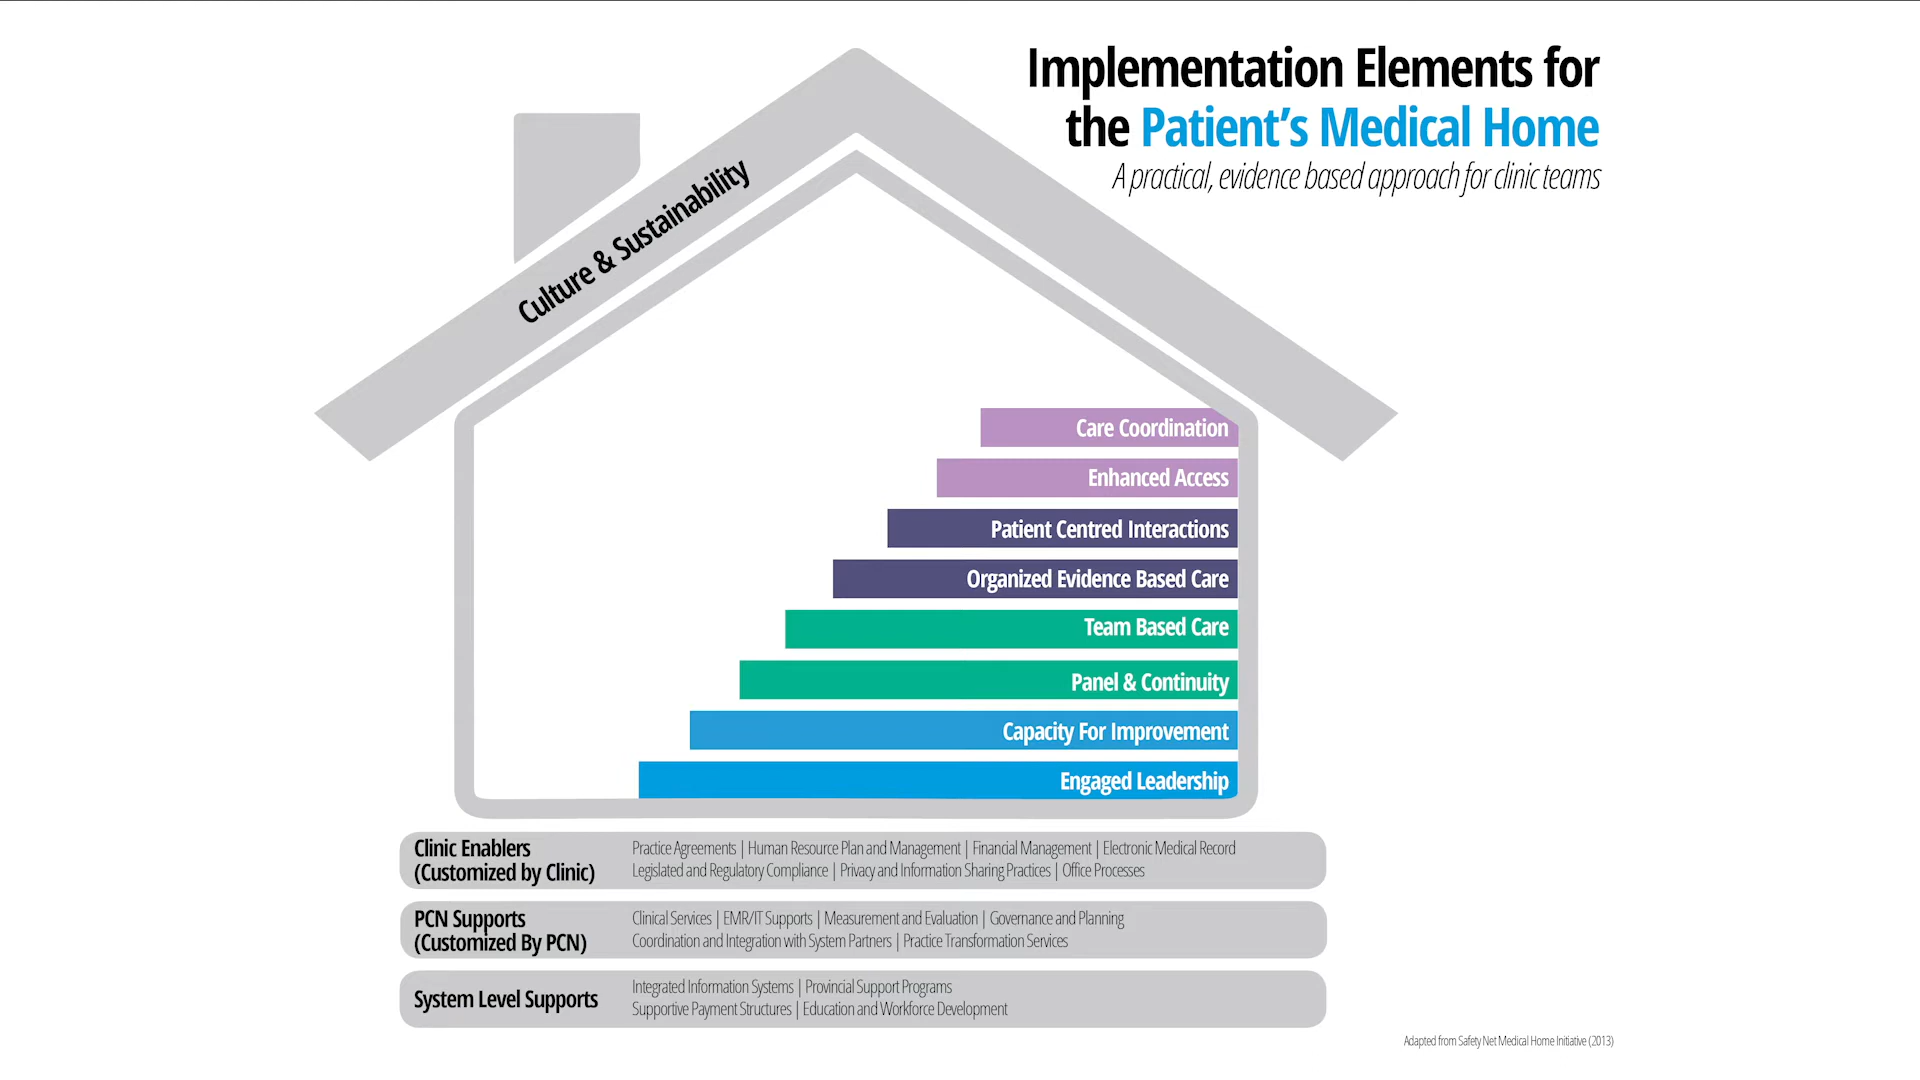 Implementation Elements for
the Patient's Medical Home
A practical, evidence based approach for clinic teams
Culture & Sustainability
Care Coordination
Enhanced Access
Patient Centred Interactions
Organized Evidence Based Care
Team Based Care
Panel & Continuity
Capacity For Improvement
Engaged Leadership
Clinic Enablers
(Customized by Clinic)
Practice Agreements | Human Resource Plan and Management | Financial Management | Electronic Medical Record
Legislated and Regulatory Compliance | Privacy and Information Sharing Practices | Office Processes
PCN Supports
(Customized By PCN)
Clinical Services | EMR/IT Supports | Measurement and Evaluation | Governance and Planning
Coordination and Integration with System Partners | Practice Transformation Services
System Level Supports
Integrated Information Systems | Provincial Support Programs
Supportive Payment Structures | Education and Workforce Development
Adapted from Safety Net Medical Home Initiative (2013)